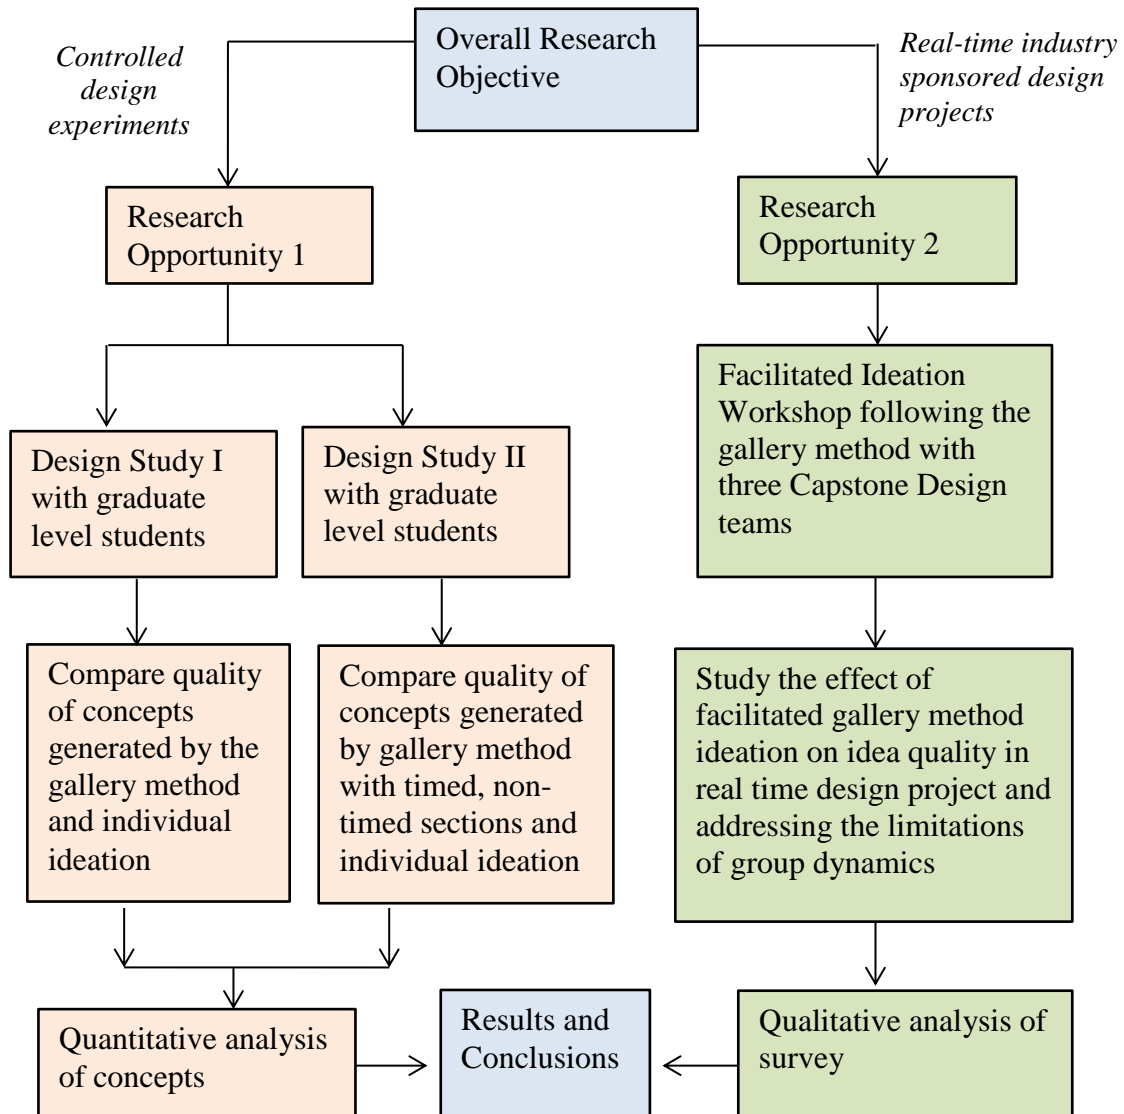 Overall Research
Objective
Controlled
design
experiments
Real-time industry
sponsored design
projects
Research
Opportunity 1
Research
Opportunity 2
Design Study I
with graduate
level students
Design Study II
with graduate
level students
Facilitated Ideation
Workshop following the
gallery method with
three Capstone Design
teams
Compare quality
of concepts
generated by the
gallery method
and individual
ideation
Compare quality of
concepts generated
by gallery method
with timed, non-
timed sections and
individual ideation
Study the effect of
facilitated gallery method
ideation on idea quality in
real time design project and
addressing the limitations
of group dynamics
Quantitative analysis
of concepts
Results and
Conclusions
Qualitative analysis of
survey